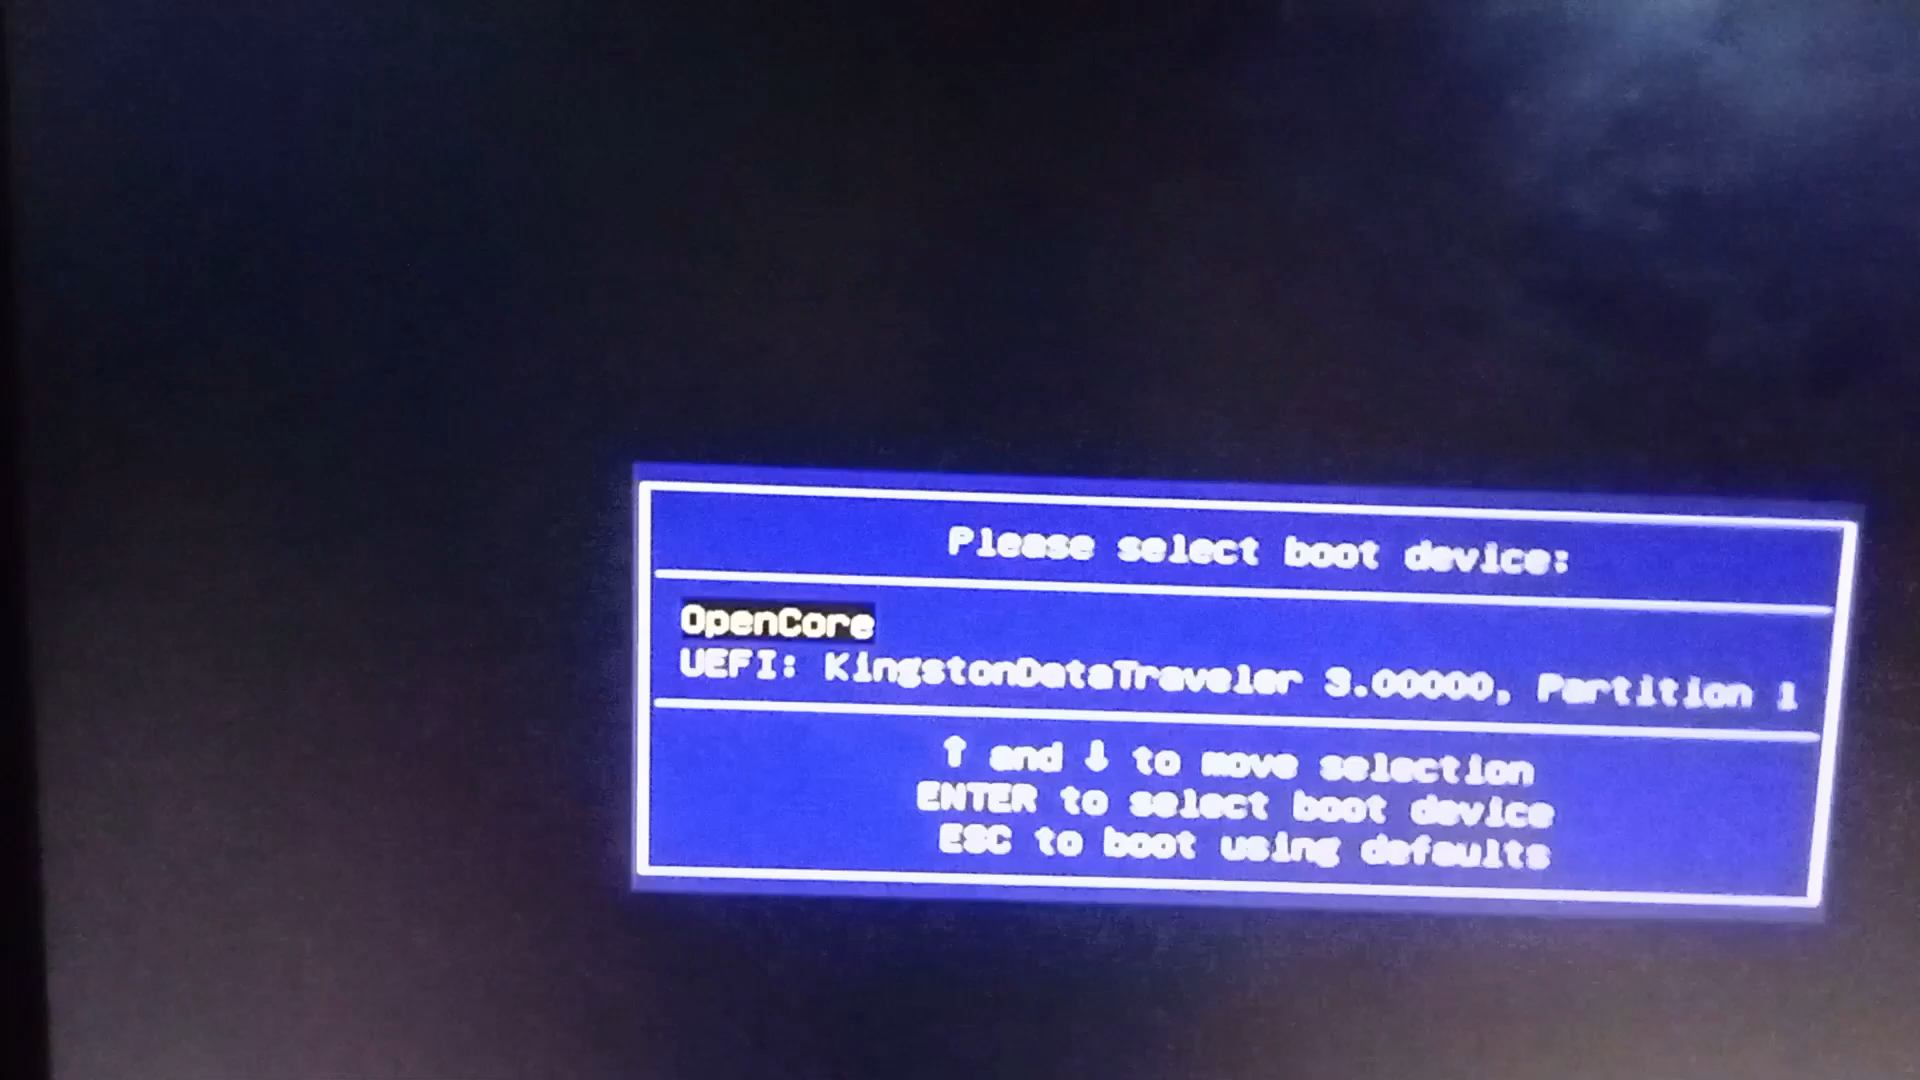 Please select boot device:
OpenCore
UEFI: KingstonDataTraveler 3.00000, Partition 1
↑ and ↓ to move selection
ENTER to select boot device
ESC to boot using defaults